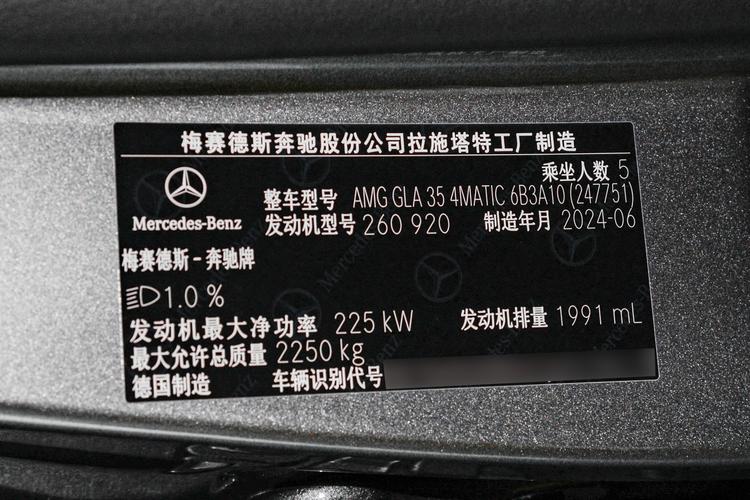 梅赛德斯奔驰股份公司拉施塔特工厂制造
乘坐人数 5
整车型号 AMG GLA 35 4MATIC 6B3A10 (247751)
Mercedes-Benz
发动机型号 260 920 制造年月 2024-06
梅赛德斯-奔驰牌
1.0 %
发动机最大净功率 225 kW 发动机排量 1991 mL
最大允许总质量 2250 kg
德国制造 车辆识别代号